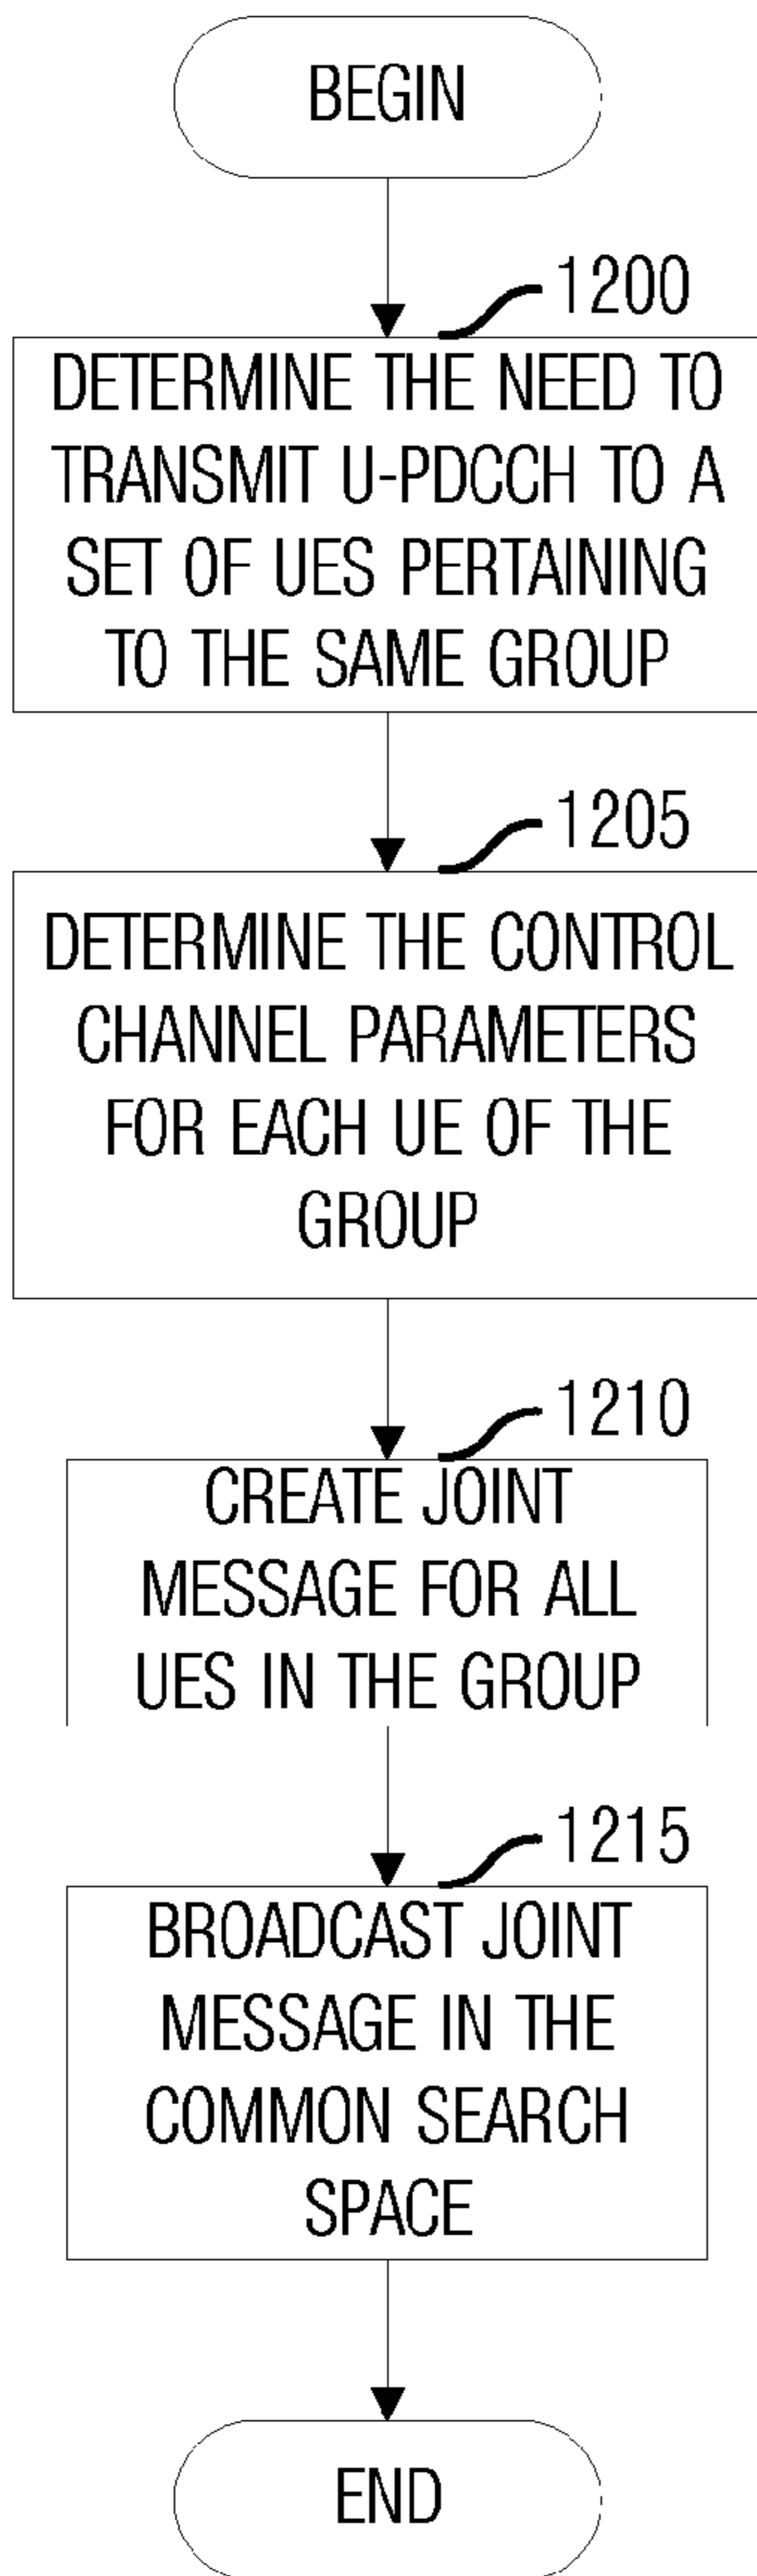 BEGIN
1200
DETERMINE THE NEED TO
TRANSMIT U-PDCCH TO A
SET OF UES PERTAINING
TO THE SAME GROUP
1205
DETERMINE THE CONTROL
CHANNEL PARAMETERS
FOR EACH UE OF THE
GROUP
1210
CREATE JOINT
MESSAGE FOR ALL
UES IN THE GROUP
1215
BROADCAST JOINT
MESSAGE IN THE
COMMON SEARCH
SPACE
END